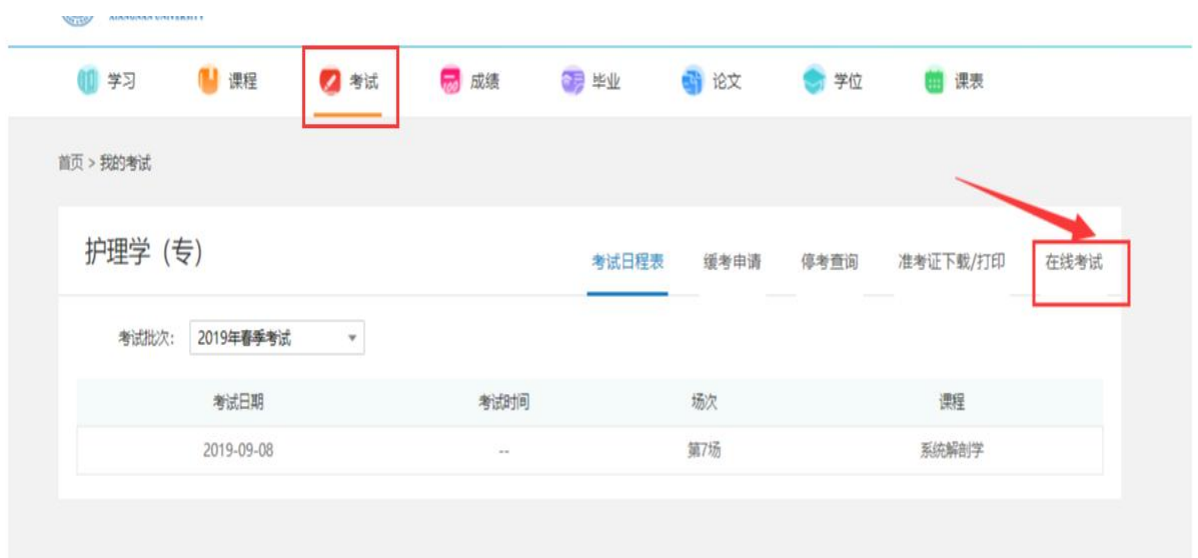 学习 课程 考试 成绩 毕业 论文 学位 课表
首页 > 我的考试
护理学（专）
考试日程表 缓考申请 停考查询 准考证下载/打印 在线考试
考试批次: 2019年春季考试
考试日期 考试时间 场次 课程
2019-09-08 -- 第7场 系统解剖学